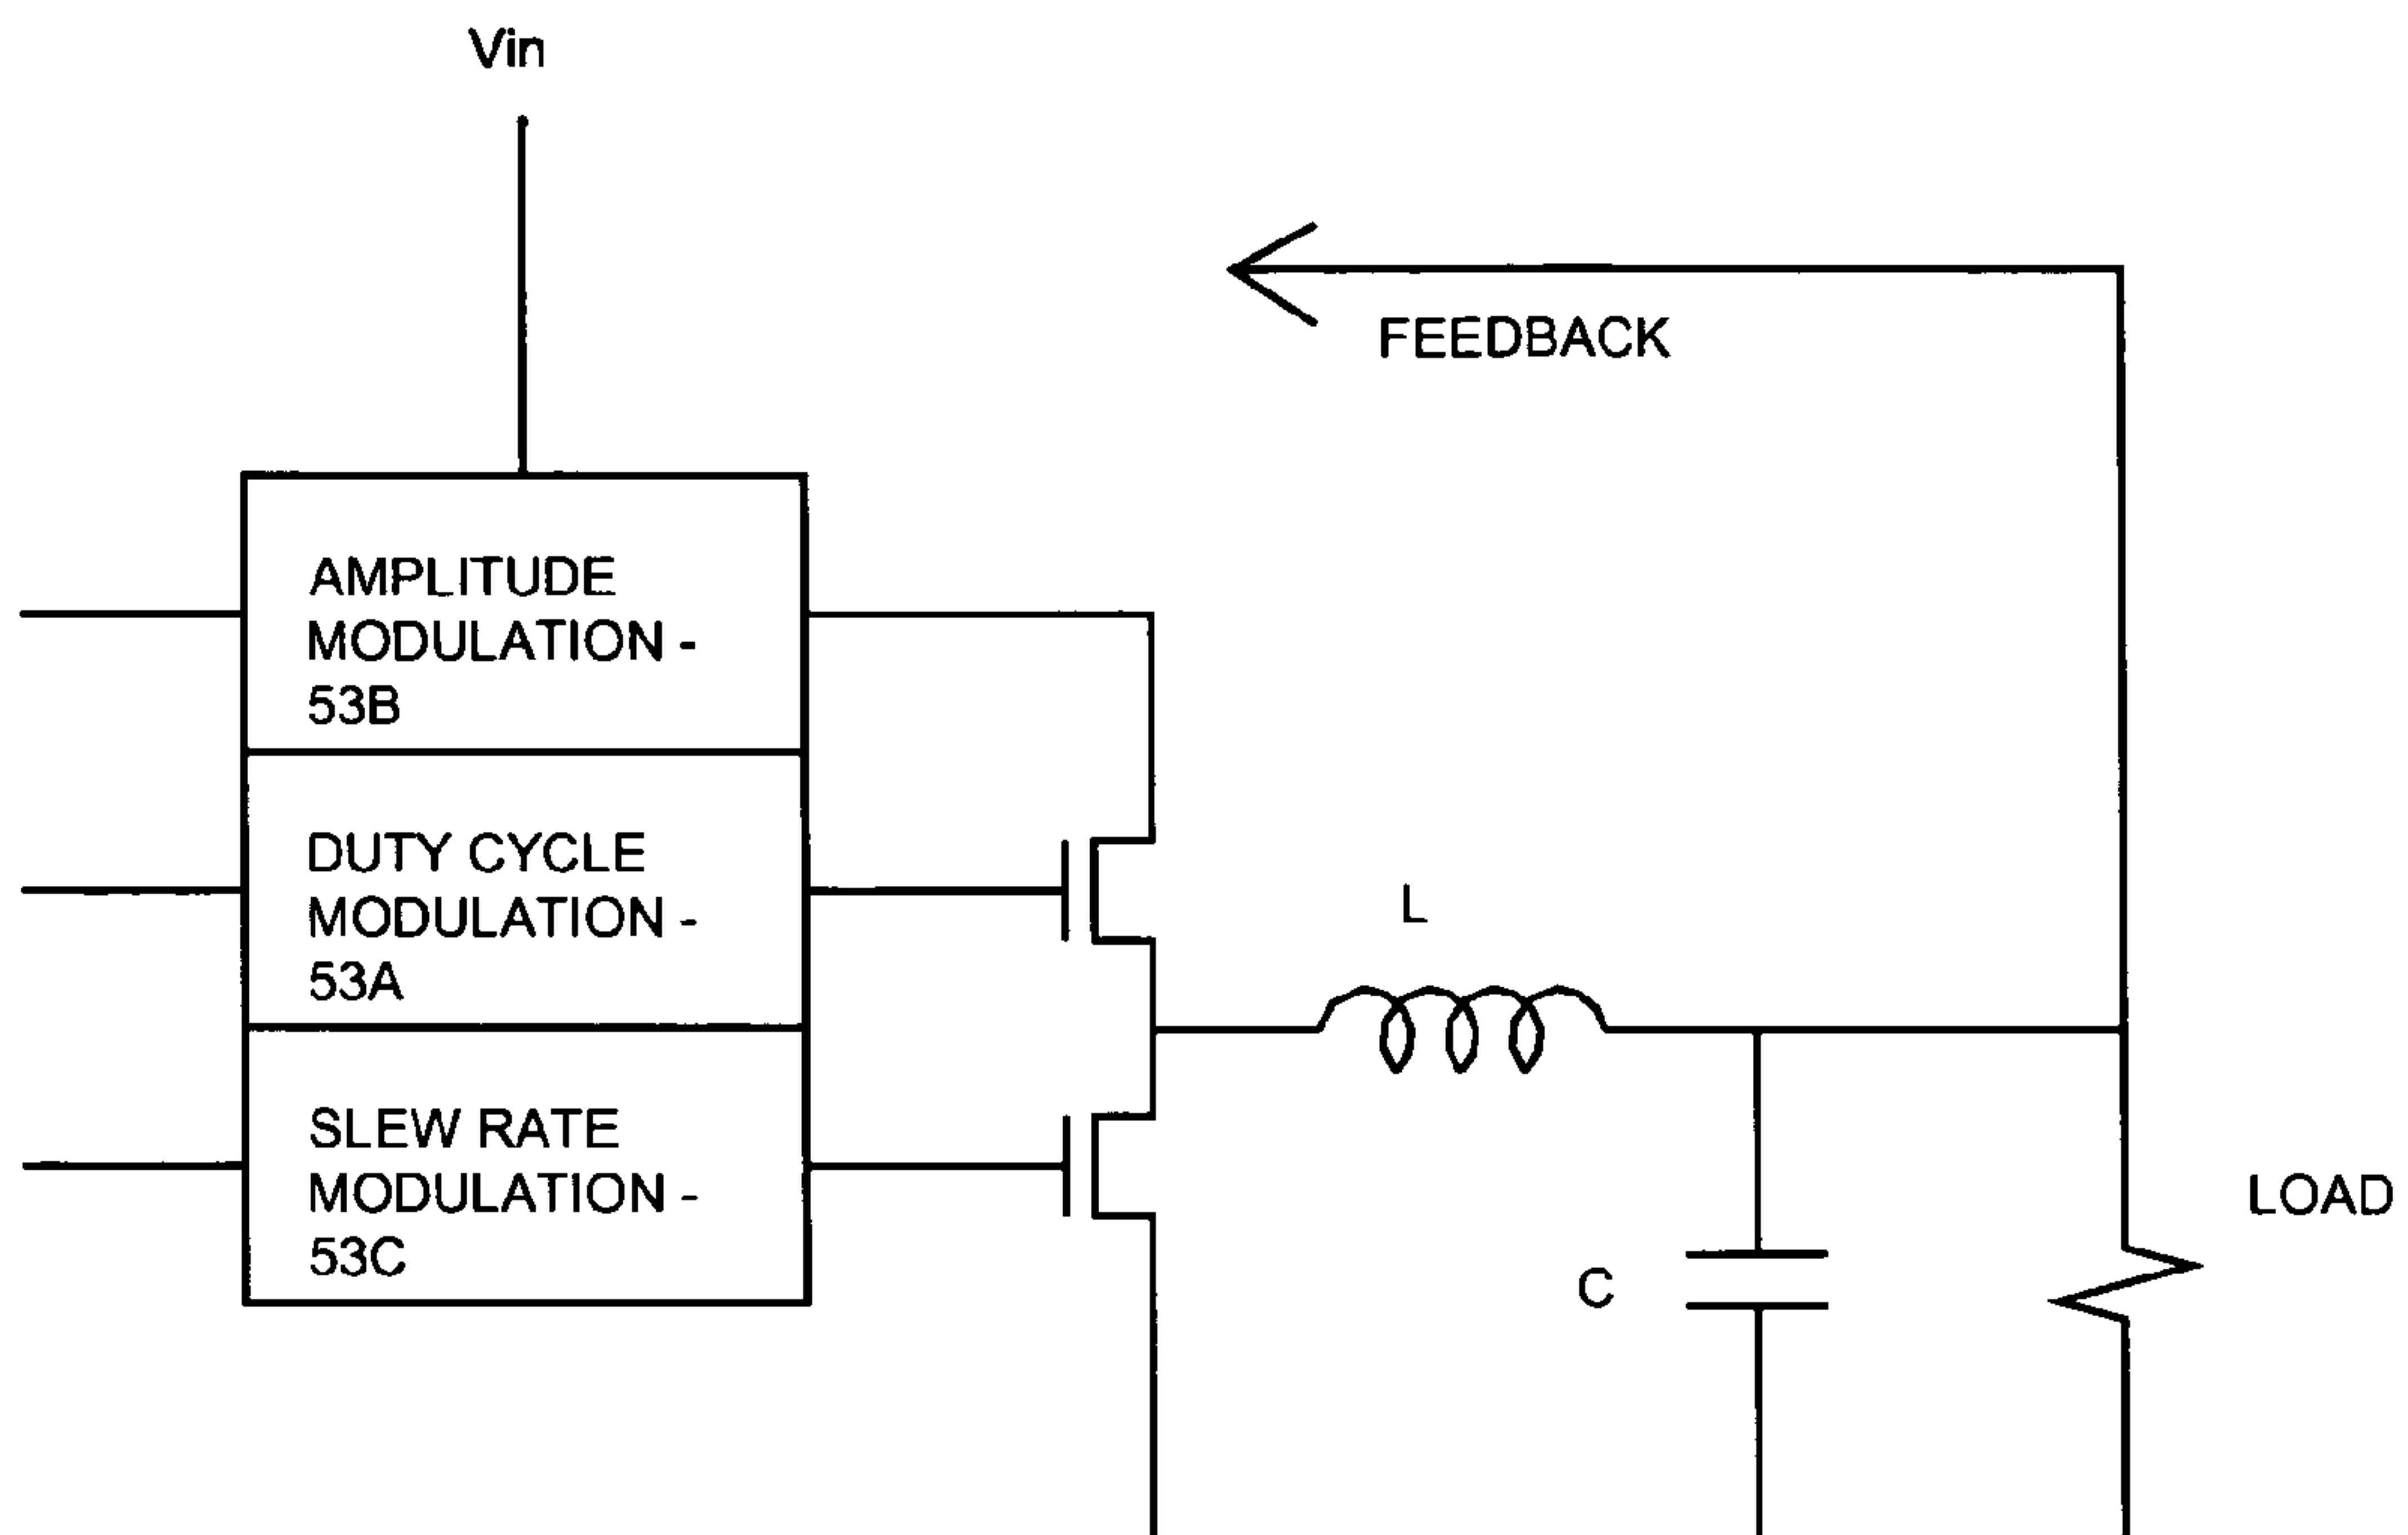 Vin
FEEDBACK
AMPLITUDE
MODULATION -
53B
DUTY CYCLE
MODULATION -
53A
L
SLEW RATE
MODULATION -
53C
LOAD
C